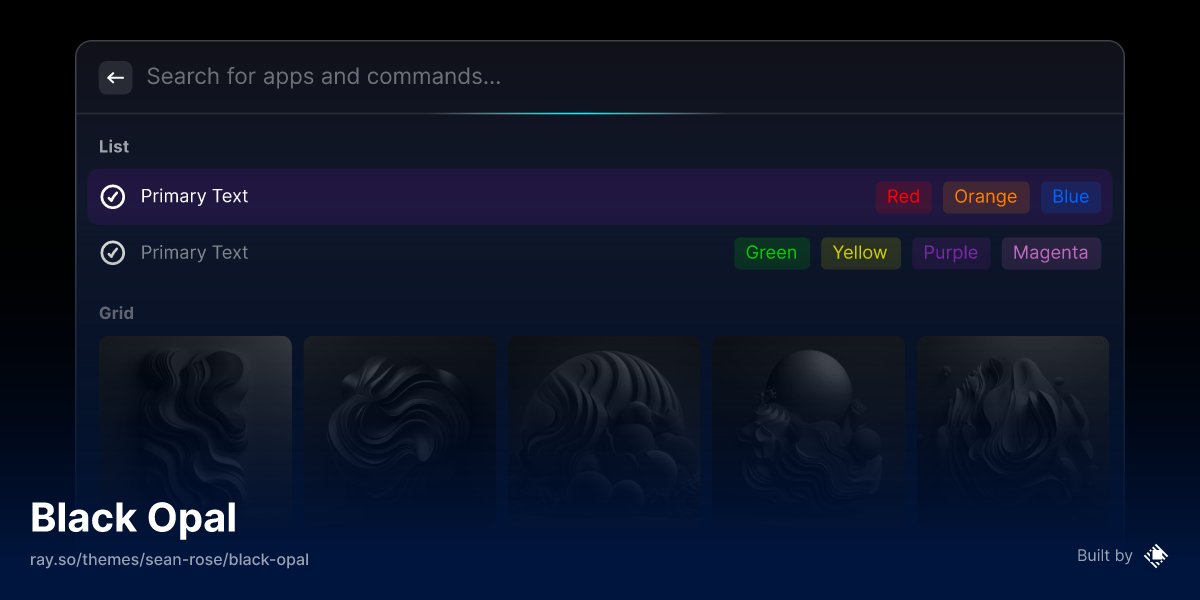 Search for apps and commands...
List
Primary Text Red Orange Blue
Primary Text Green Yellow Purple Magenta
Grid
Black Opal
ray.so/themes/sean-rose/black-opal
Built by